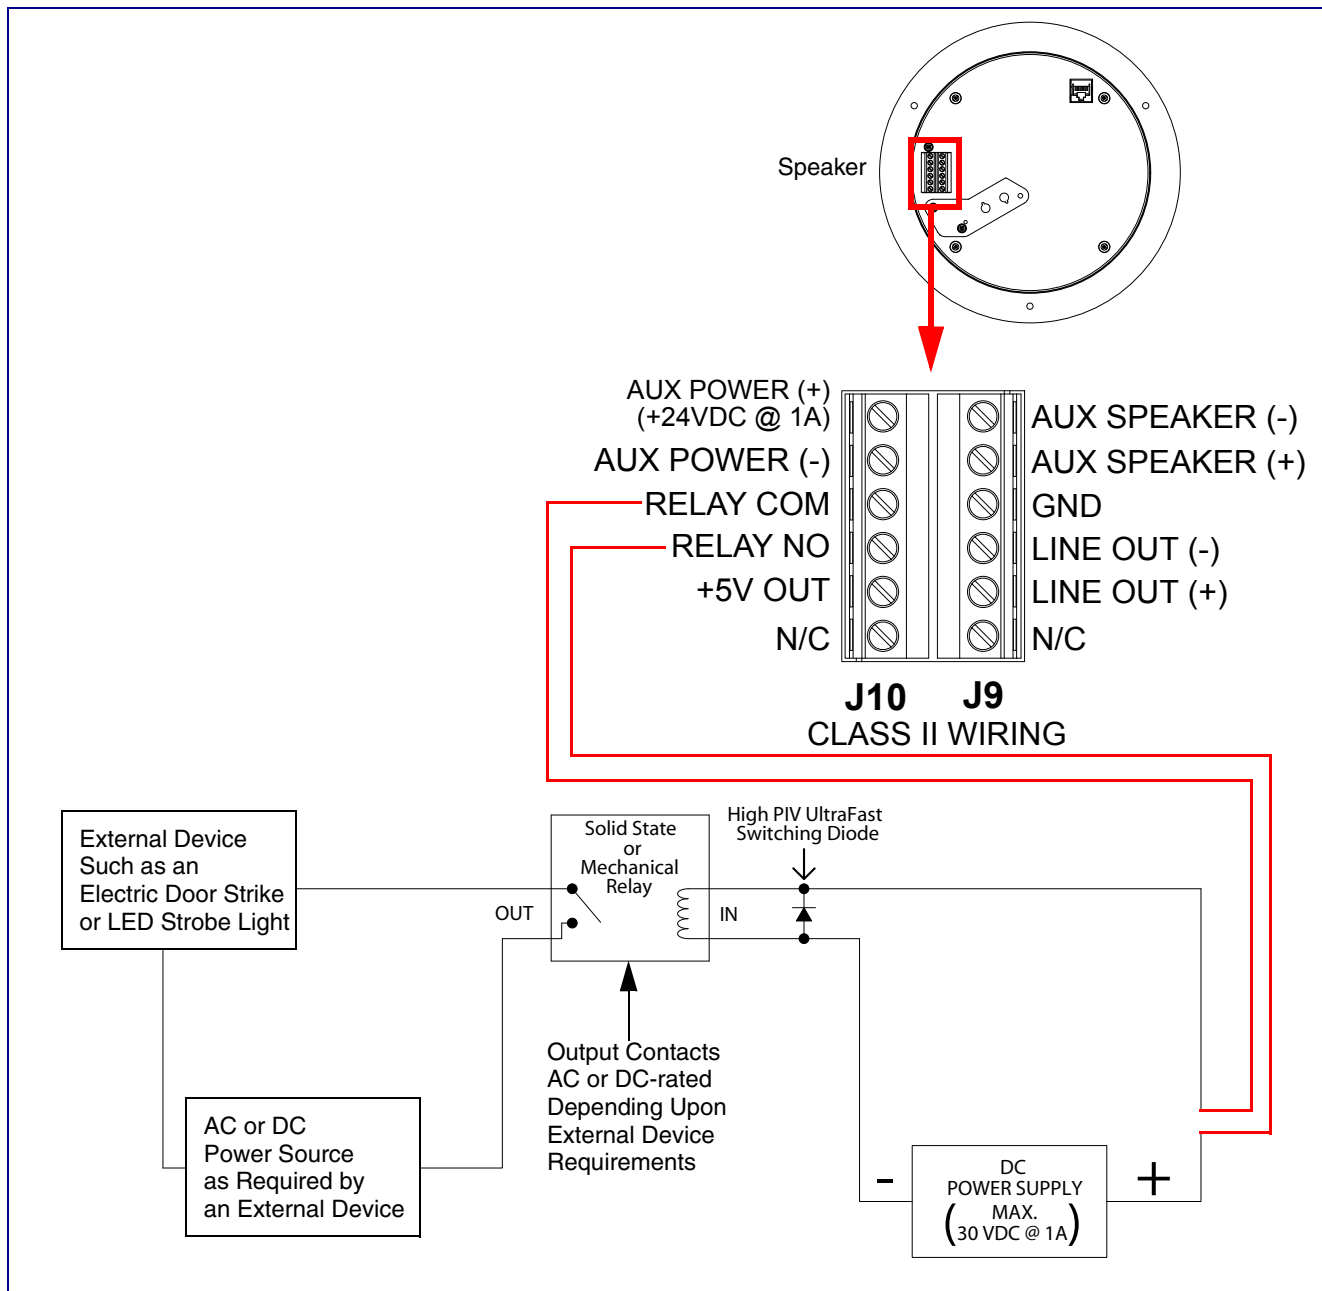 Speaker
AUX POWER (+)
(+24VDC @ 1A)
AUX POWER (-)
RELAY COM
RELAY NO
+5V OUT
N/C
AUX SPEAKER (-)
AUX SPEAKER (+)
GND
LINE OUT (-)
LINE OUT (+)
N/C
J10 J9
CLASS II WIRING
External Device
Such as an
Electric Door Strike
or LED Strobe Light
Solid State
or
Mechanical
Relay
OUT
IN
High PIV UltraFast
Switching Diode
Output Contacts
AC or DC-rated
Depending Upon
External Device
Requirements
AC or DC
Power Source
as Required by
an External Device
-
DC
POWER SUPPLY
(MAX.
30 VDC @ 1A)
+